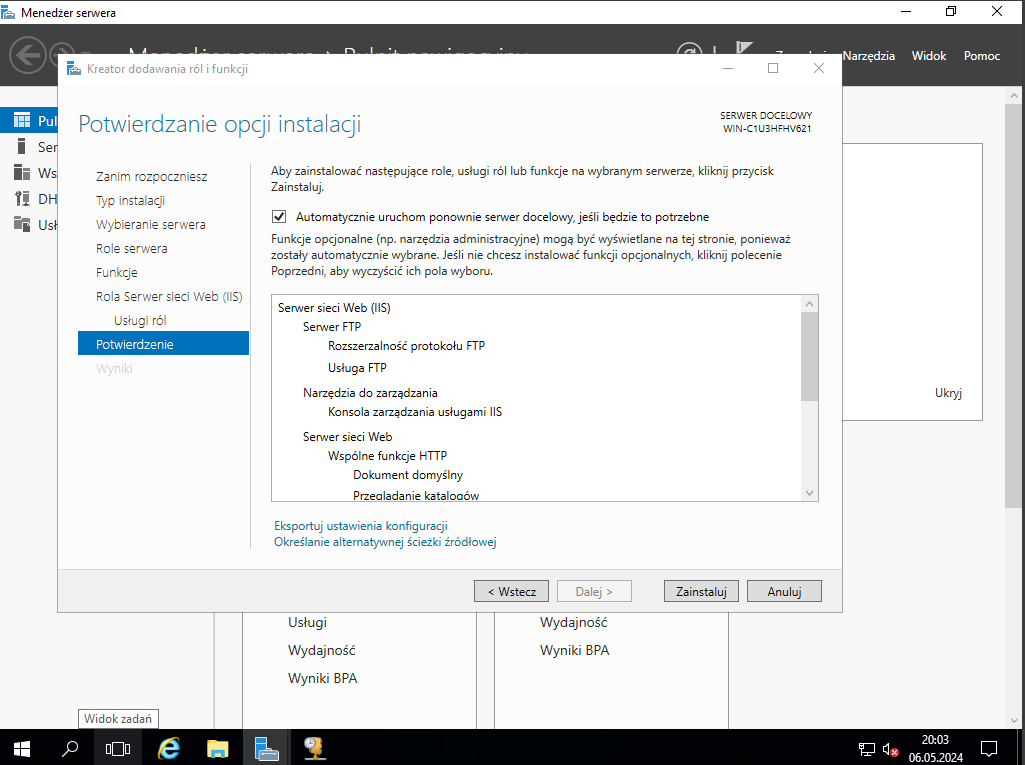 Menedżer serwera
Narzędzia Widok Pomoc
Kreator dodawania ról i funkcji
Potwierdzanie opcji instalacji
SERWER DOCELOWY
WIN-C1U3HFHV621
Pul
Ser
Ws
DH
Usł
Zanim rozpoczniesz
Typ instalacji
Wybieranie serwera
Role serwera
Funkcje
Rola Serwer sieci Web (IIS)
Usługi ról
Potwierdzenie
Wyniki
Aby zainstalować następujące role, usługi ról lub funkcje na wybranym serwerze, kliknij przycisk
Zainstaluj.
Automatycznie uruchom ponownie serwer docelowy, jeśli będzie to potrzebne
Funkcje opcjonalne (np. narzędzia administracyjne) mogą być wyświetlane na tej stronie, ponieważ
zostały automatycznie wybrane. Jeśli nie chcesz instalować funkcji opcjonalnych, kliknij polecenie
Poprzedni, aby wyczyścić ich pola wyboru.
Serwer sieci Web (IIS)
Serwer FTP
Rozszerzalność protokołu FTP
Usługa FTP
Narzędzia do zarządzania
Konsola zarządzania usługami IIS
Serwer sieci Web
Wspólne funkcje HTTP
Dokument domyślny
Przeglądanie katalogów
Ukryj
Eksportuj ustawienia konfiguracji
Określanie alternatywnej ścieżki źródłowej
< Wstecz Dalej > Zainstaluj Anuluj
Usługi
Wydajność
Wyniki BPA
Wydajność
Wyniki BPA
Widok zadań
20:03
06.05.2024